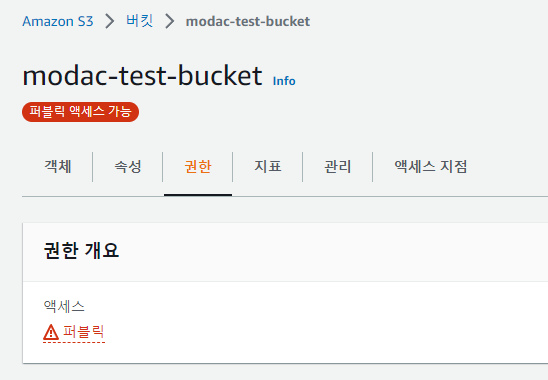 Amazon S3 > 버킷 > modac-test-bucket
modac-test-bucket Info
퍼블릭 액세스 가능
객체 속성 권한 지표 관리 액세스 지점
권한 개요
액세스
퍼블릭